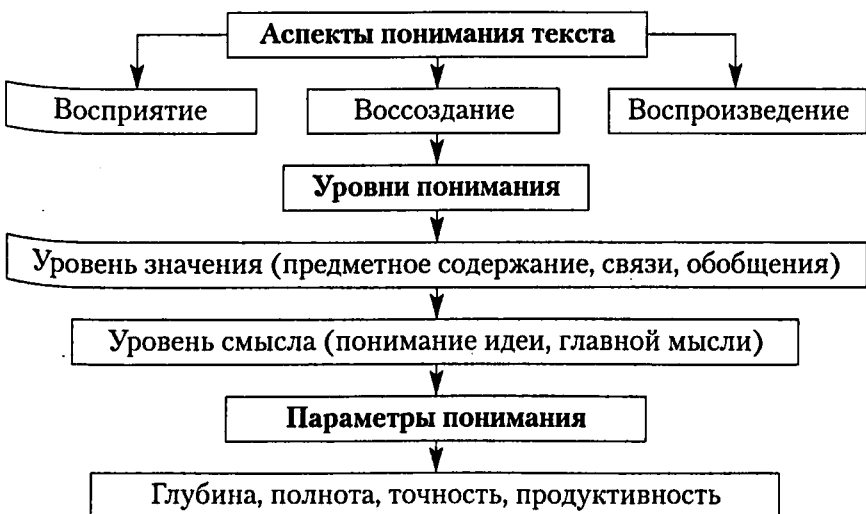 Аспекты понимания текста
Восприятие
Воссоздание
Воспроизведение
Уровни понимания
Уровень значения (предметное содержание, связи, обобщения)
Уровень смысла (понимание идеи, главной мысли)
Параметры понимания
Глубина, полнота, точность, продуктивность